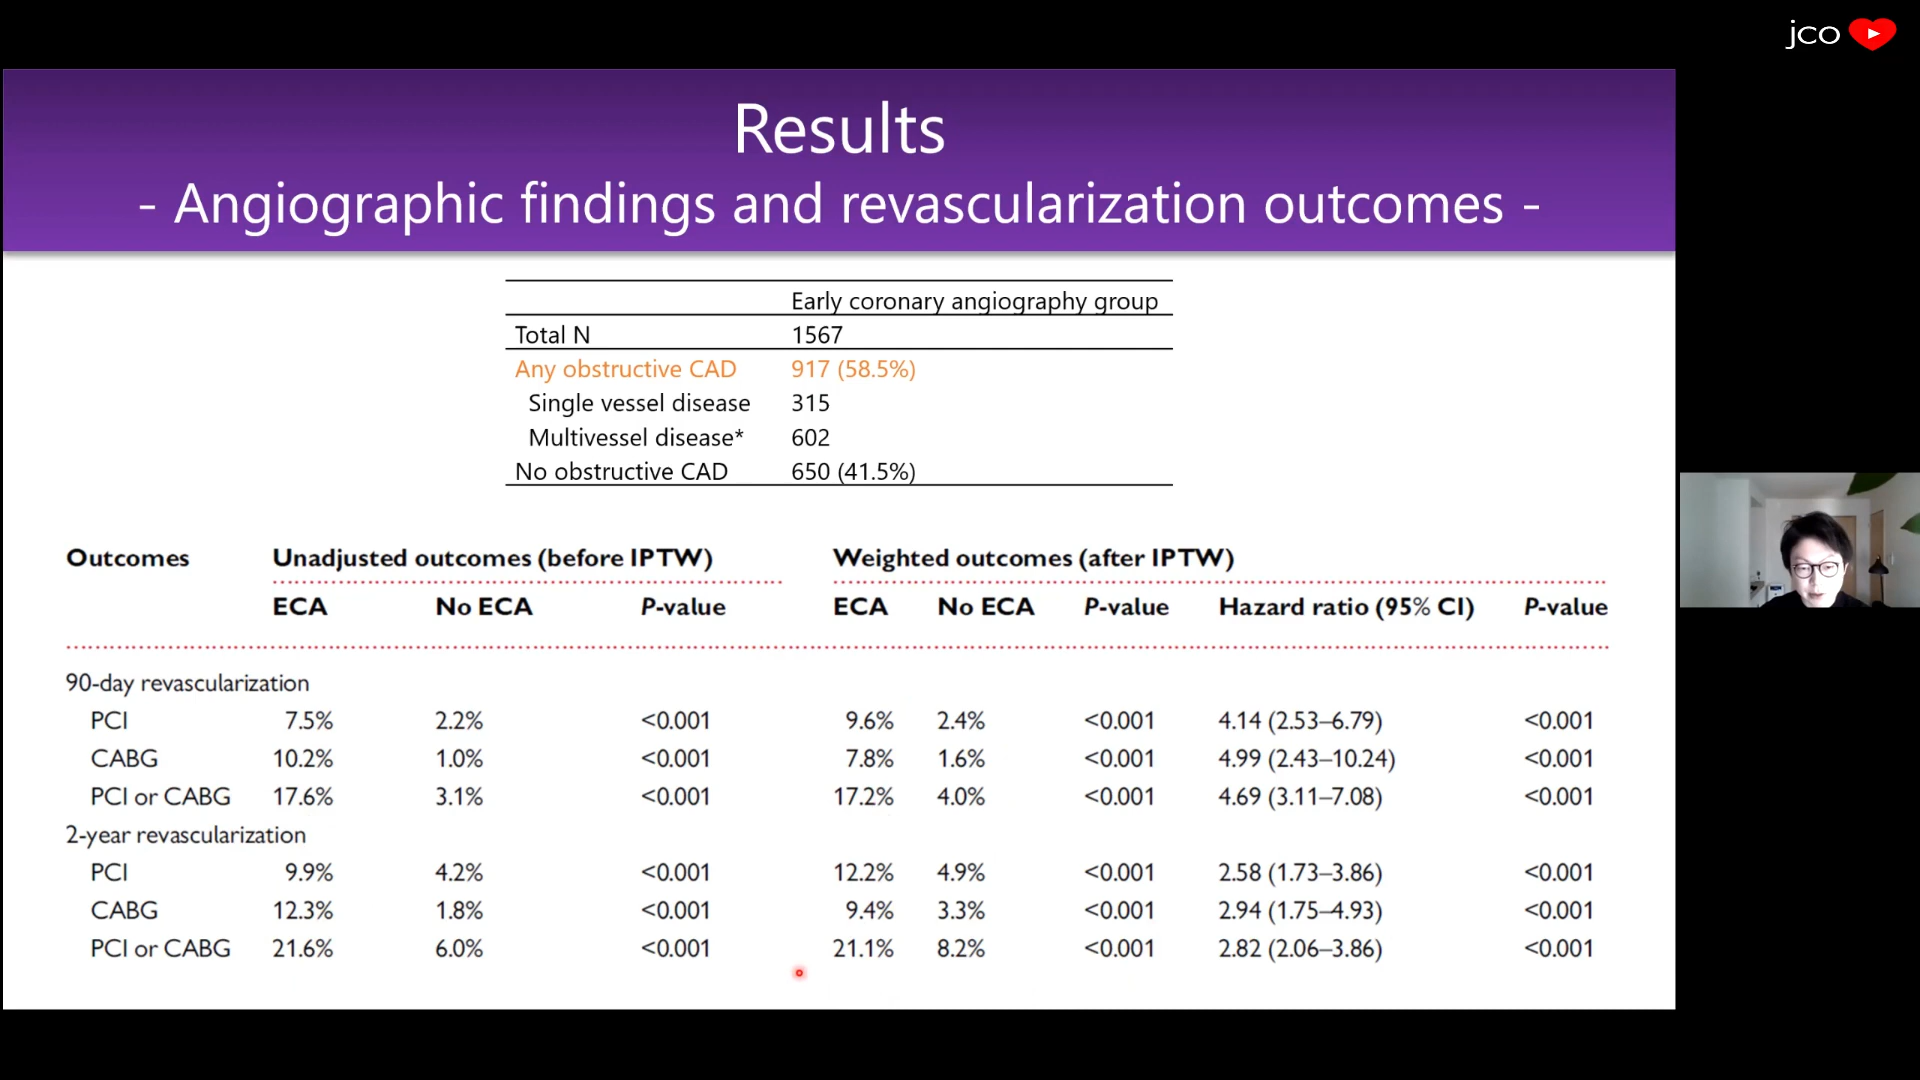 jco
Results
- Angiographic findings and revascularization outcomes -
Early coronary angiography group
Total N 1567
Any obstructive CAD 917 (58.5%)
Single vessel disease 315
Multivessel disease* 602
No obstructive CAD 650 (41.5%)
Outcomes Unadjusted outcomes (before IPTW) Weighted outcomes (after IPTW)
ECA No ECA P-value ECA No ECA P-value Hazard ratio (95% CI) P-value
90-day revascularization
PCI 7.5% 2.2% <0.001 9.6% 2.4% <0.001 4.14 (2.53–6.79) <0.001
CABG 10.2% 1.0% <0.001 7.8% 1.6% <0.001 4.99 (2.43–10.24) <0.001
PCI or CABG 17.6% 3.1% <0.001 17.2% 4.0% <0.001 4.69 (3.11–7.08) <0.001
2-year revascularization
PCI 9.9% 4.2% <0.001 12.2% 4.9% <0.001 2.58 (1.73–3.86) <0.001
CABG 12.3% 1.8% <0.001 9.4% 3.3% <0.001 2.94 (1.75–4.93) <0.001
PCI or CABG 21.6% 6.0% <0.001 21.1% 8.2% <0.001 2.82 (2.06–3.86) <0.001